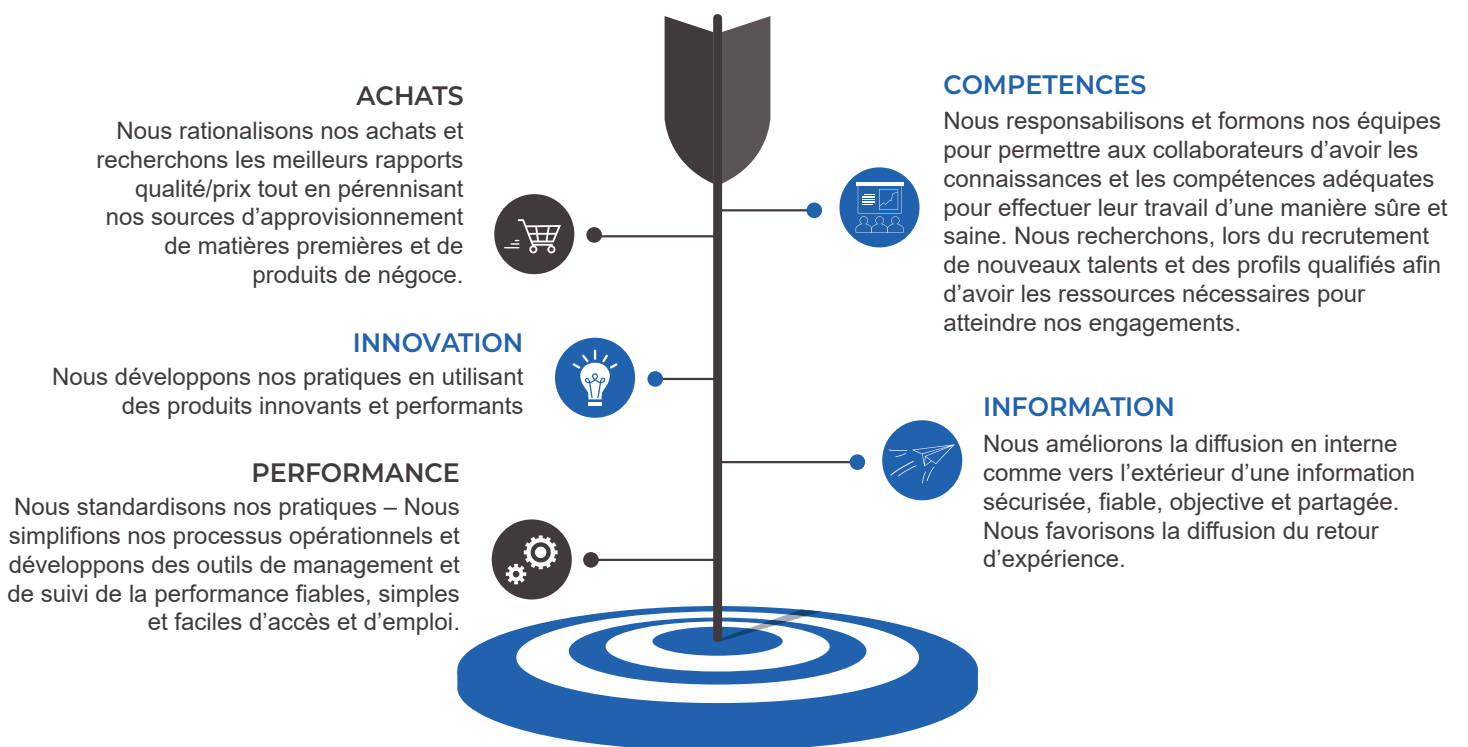 ACHATS
Nous rationalisons nos achats et
recherchons les meilleurs rapports
qualité/prix tout en pérennisant
nos sources d'approvisionnement
de matières premières et de
produits de négoce.
INNOVATION
Nous développons nos pratiques en utilisant
des produits innovants et performants
PERFORMANCE
Nous standardisons nos pratiques – Nous
simplifions nos processus opérationnels et
développons des outils de management et
de suivi de la performance fiables, simples
et faciles d'accès et d'emploi.
COMPETENCES
Nous responsabilisons et formons nos équipes
pour permettre aux collaborateurs d'avoir les
connaissances et les compétences adéquates
pour effectuer leur travail d'une manière sûre et
saine. Nous recherchons, lors du recrutement
de nouveaux talents et des profils qualifiés afin
d'avoir les ressources nécessaires pour
atteindre nos engagements.
INFORMATION
Nous améliorons la diffusion en interne
comme vers l'extérieur d'une information
sécurisée, fiable, objective et partagée.
Nous favorisons la diffusion du retour
d'expérience.